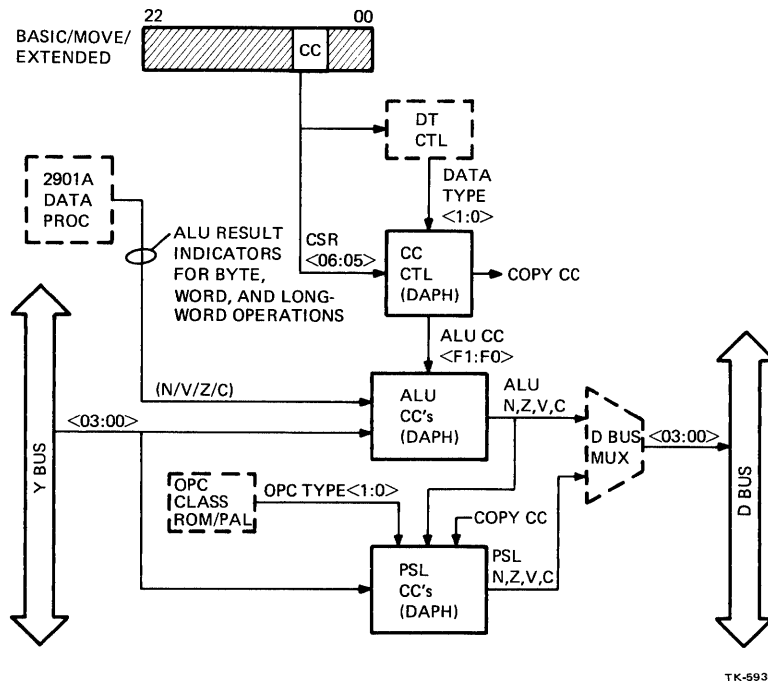 22 00
BASIC/MOVE/
EXTENDED
CC
DT
CTL
2901A
DATA
PROC
DATA
TYPE
<1:0>
ALU RESULT
INDICATORS
FOR BYTE,
WORD, AND LONG-
WORD OPERATIONS
CSR
<06:05>
CC
CTL
(DAPH)
COPY CC
ALU CC
<F1:F0>
(N/V/Z/C)
ALU
CC's
(DAPH)
ALU
N,Z,V,C
<03:00>
D BUS
MUX
<03:00>
Y BUS
D BUS
OPC
CLASS
ROM/PAL
OPC TYPE<1:0>
COPY CC
PSL
CC's
(DAPH)
PSL
N,Z,V,C
TK-593